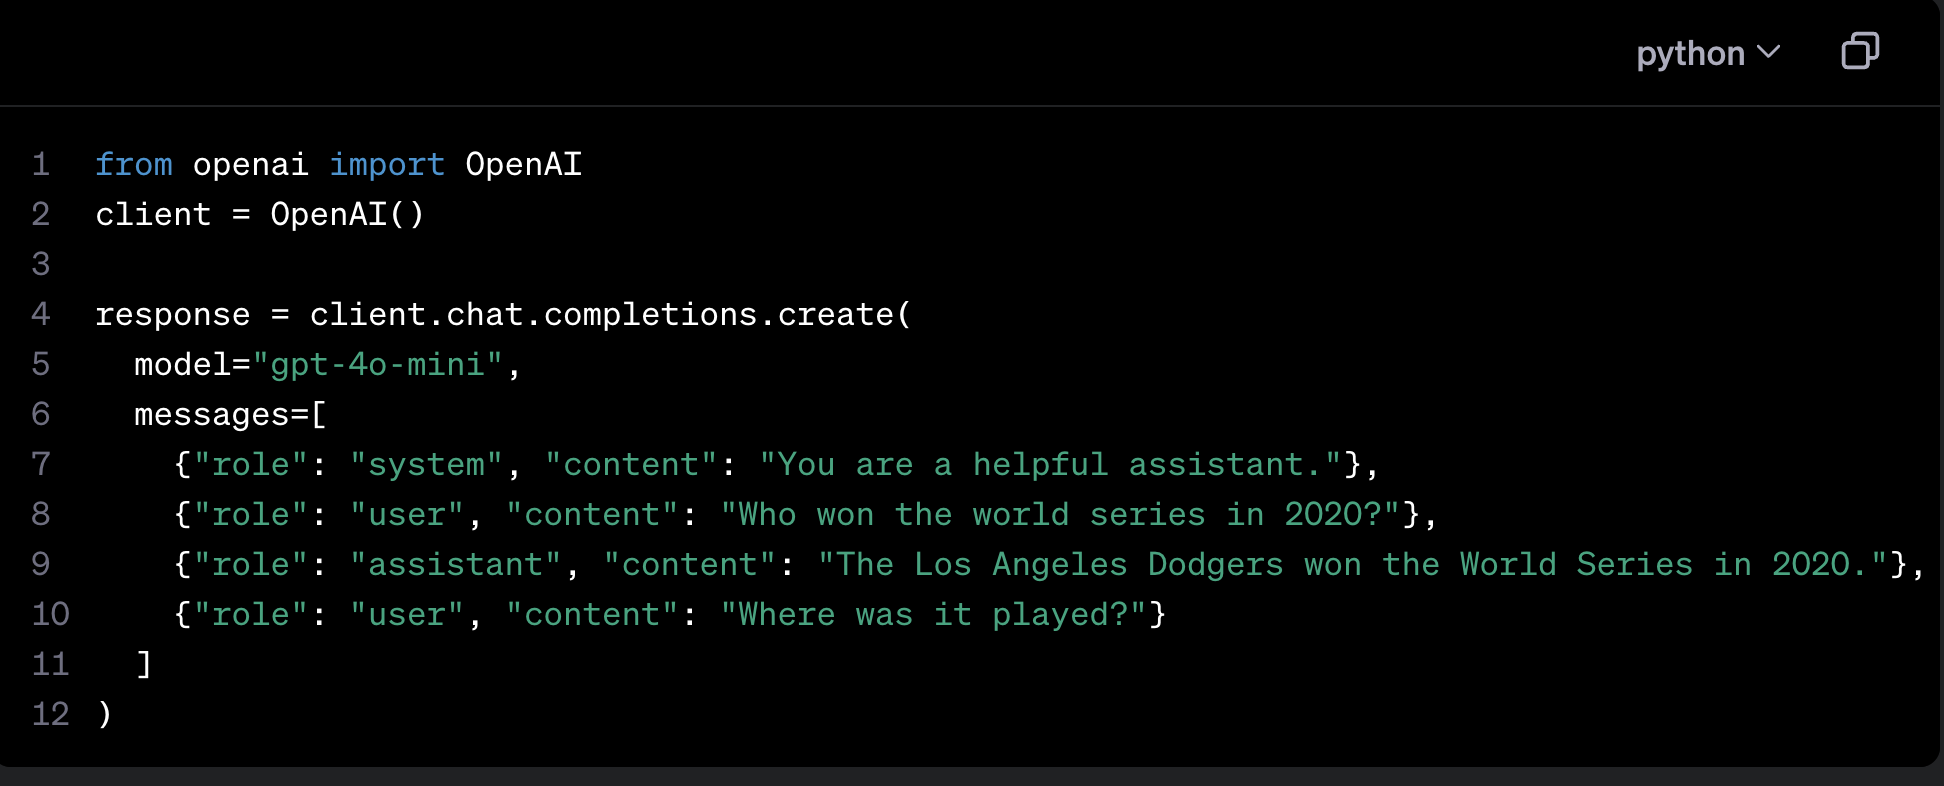 python
1 from openai import OpenAI
2 client = OpenAI()
3
4 response = client.chat.completions.create(
5   model="gpt-4o-mini",
6   messages=[
7     {"role": "system", "content": "You are a helpful assistant."},
8     {"role": "user", "content": "Who won the world series in 2020?"},
9     {"role": "assistant", "content": "The Los Angeles Dodgers won the World Series in 2020."},
10     {"role": "user", "content": "Where was it played?"}
11   ]
12 )